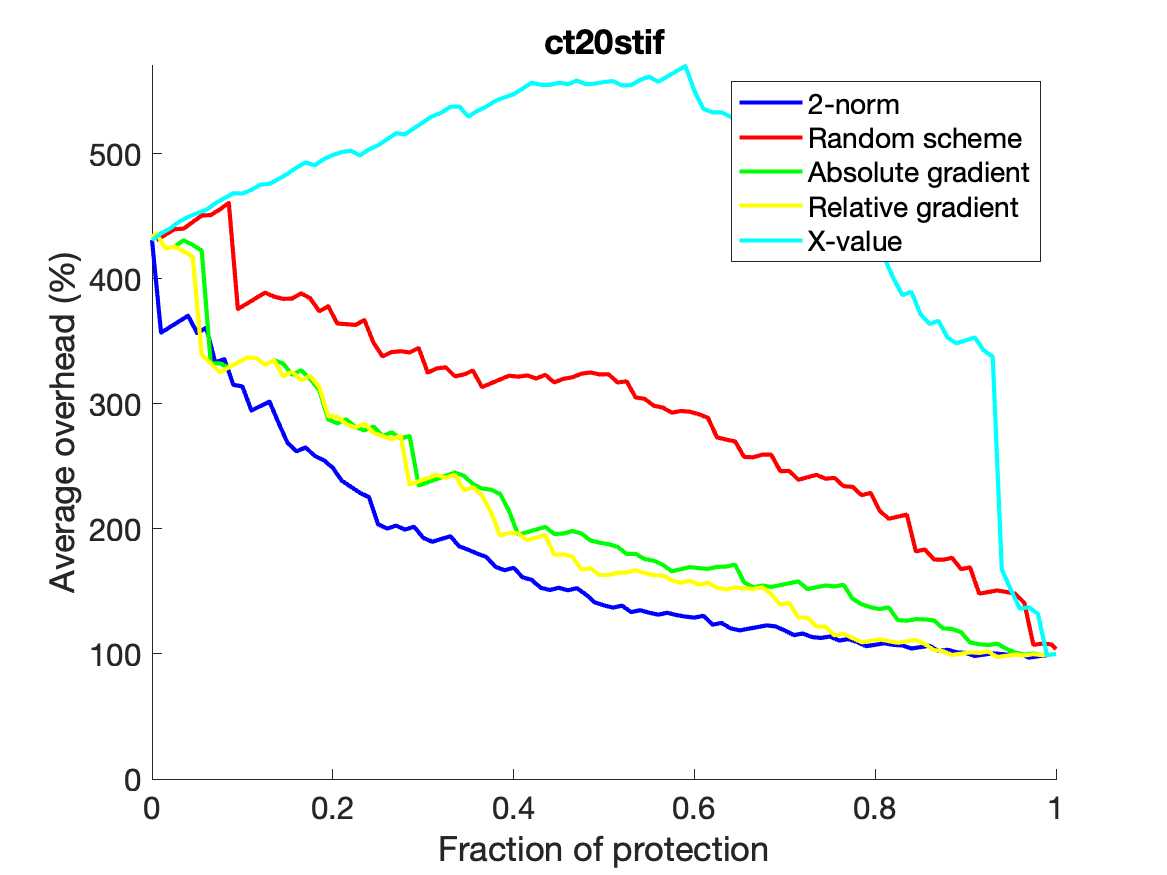 ct20stif
2-norm
Random scheme
Absolute gradient
Relative gradient
X-value
Average overhead (%)
500
400
300
200
100
0
0
0.2
0.4
0.6
0.8
1
Fraction of protection